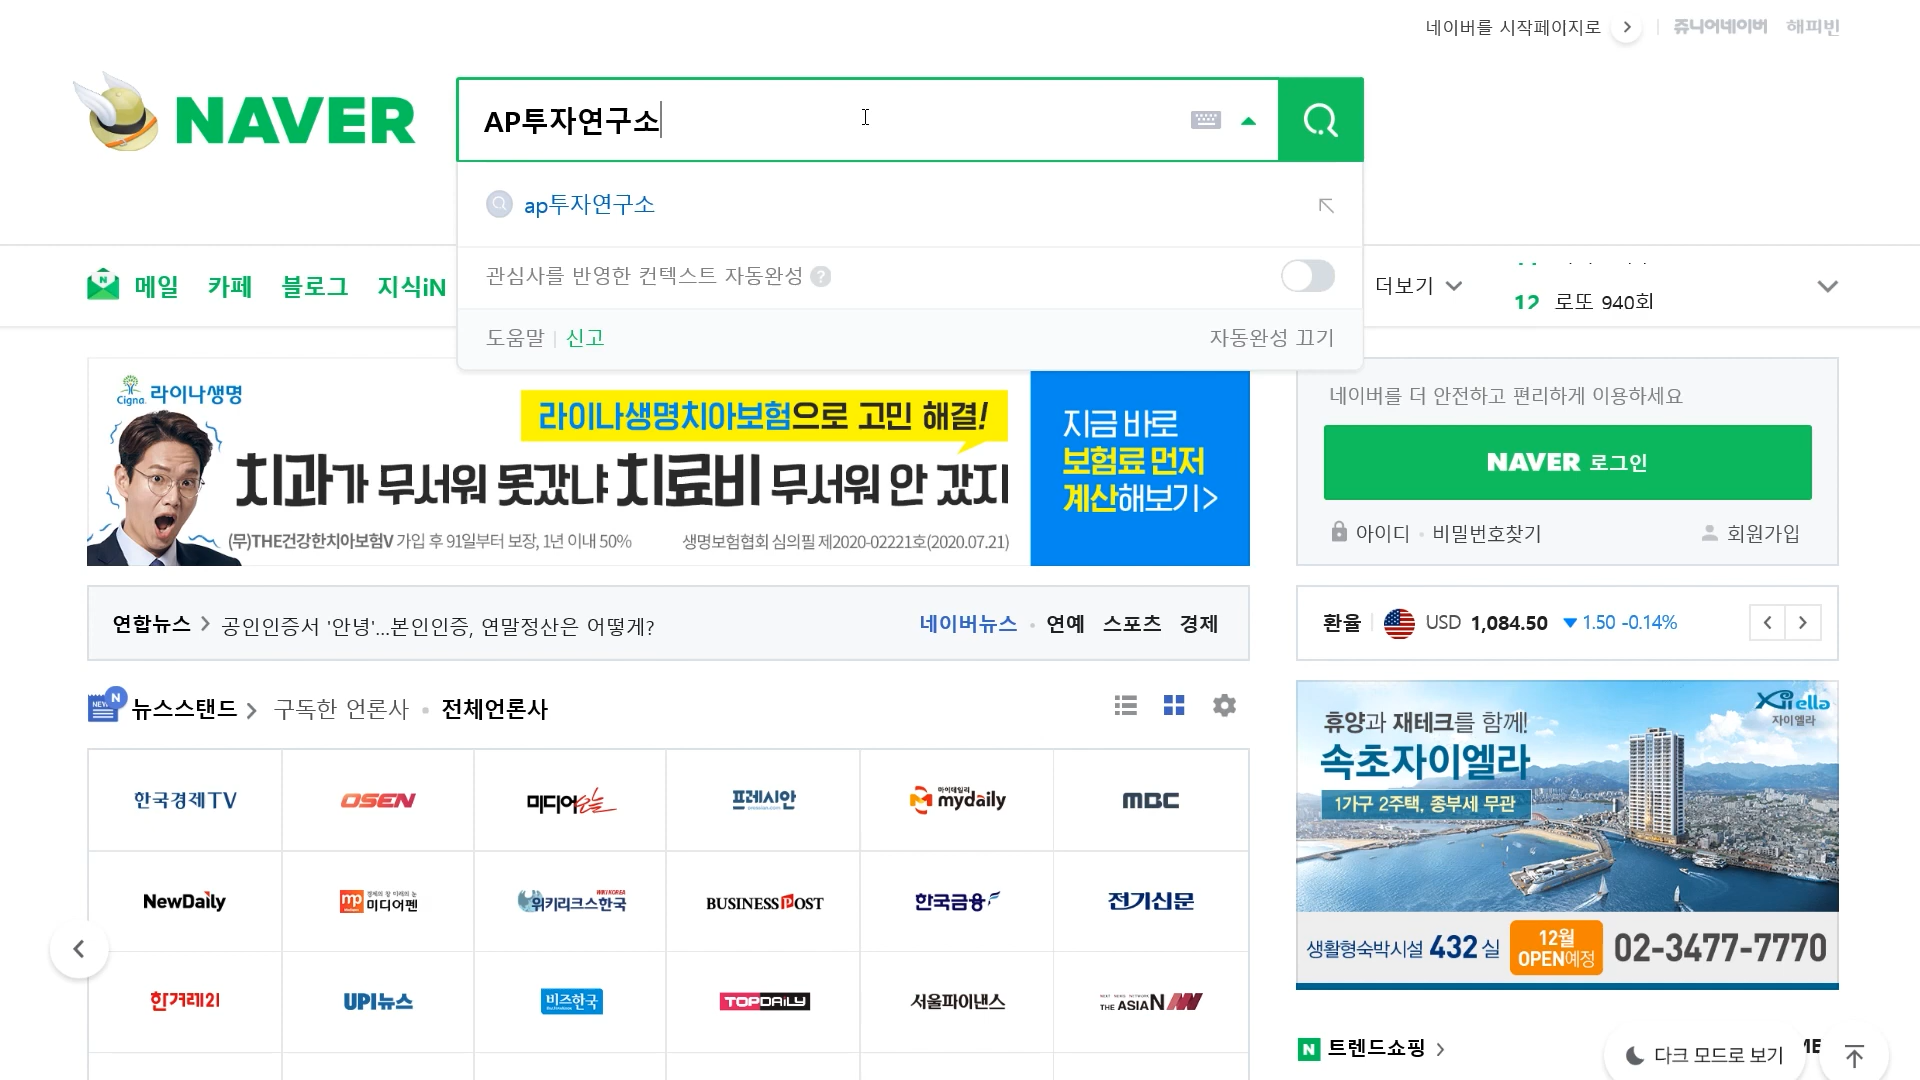 네이버를 시작페이지로
쥬니어네이버 해피빈
NAVER
AP투자연구소
ap투자연구소
관심사를 반영한 컨텍스트 자동완성 ?
도움말 신고 자동완성 끄기
메일 카페 블로그 지식iN
더보기
12 로또 940회
Cigna. 라이나생명
라이나생명치아보험으로 고민 해결!
치과가 무서워 못갔냐 치료비 무서워 안 갔지
(무)THE건강한치아보험V 가입 후 91일부터 보장, 1년 이내 50% 생명보험협회 심의필 제2020-02221호(2020.07.21)
지금 바로
보험료 먼저
계산해보기>
네이버를 더 안전하고 편리하게 이용하세요
NAVER 로그인
아이디 · 비밀번호찾기 회원가입
연합뉴스 > 공인인증서 '안녕'...본인인증, 연말정산은 어떻게?
네이버뉴스 · 연예 스포츠 경제
환율 USD 1,084.50 ▼ 1.50 -0.14%
뉴스스탠드 > 구독한 언론사 · 전체언론사
한국경제TV OSEN 미디어오늘 프레시안 마이데일리 mydaily MBC
NewDaily mp 미디어펜 위키리크스한국 BUSINESS POST 한국금융 전기신문
한겨레21 UPI뉴스 비즈한국 TOPDAILY 서울파이낸스 THE ASIAN
Xi ella
자이엘라
휴양과 재테크를 함께!
속초자이엘라
1가구 2주택, 종부세 무관
생활형숙박시설 432 실 12월 OPEN예정 02-3477-7770
N 트렌드쇼핑 >
다크 모드로 보기